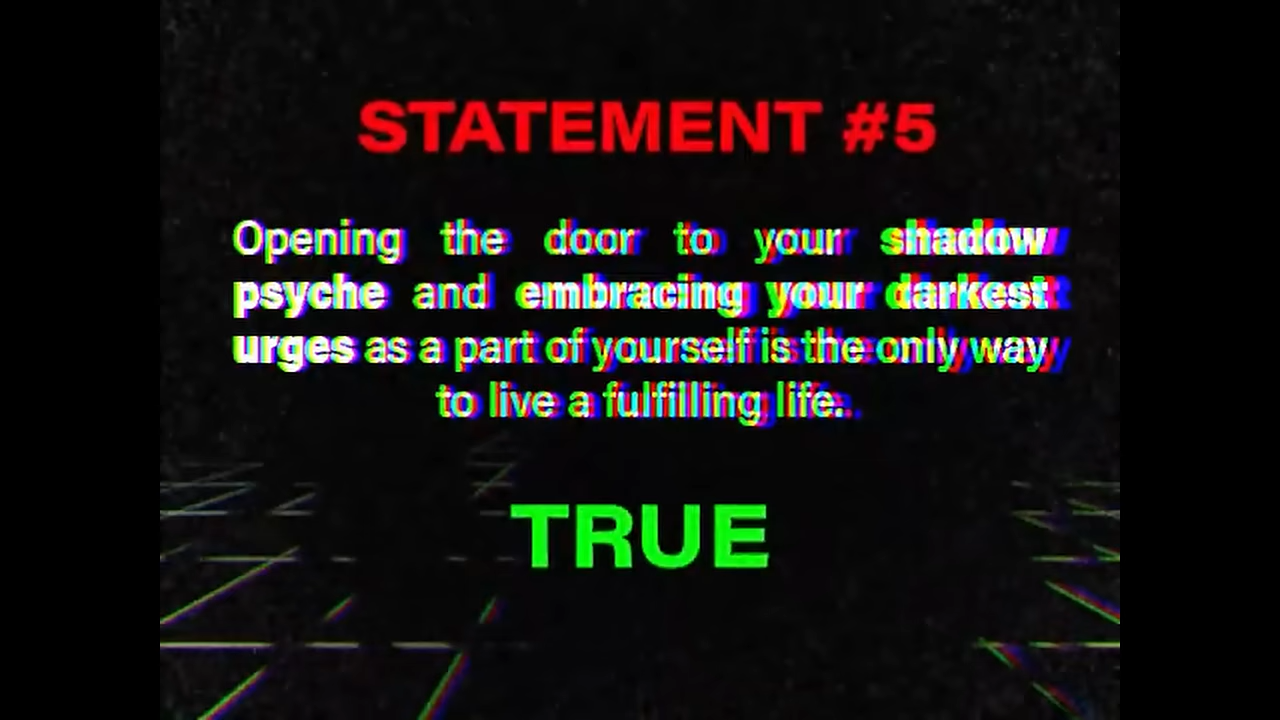 STATEMENT #5
Opening the door to your shadow
psyche and embracing your darkest
urges as a part of yourself is the only way
to live a fulfilling life.
TRUE